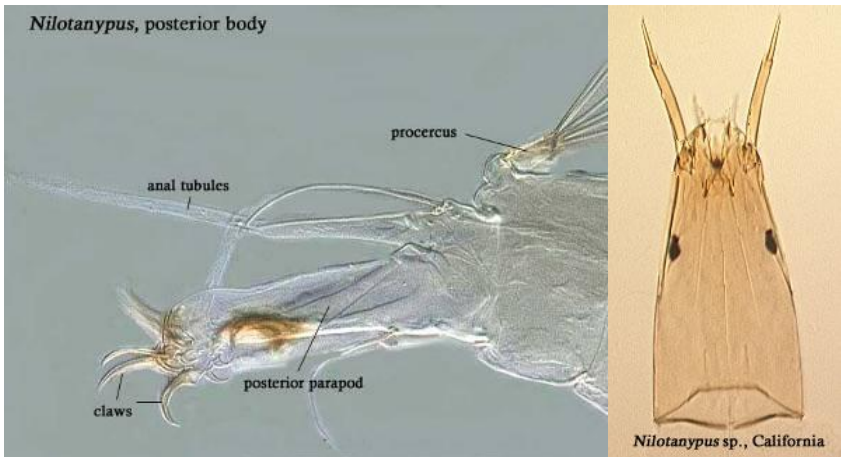 Nilotanypus, posterior body
procercus
anal tubules
posterior parapod
claws
Nilotanypus sp., California